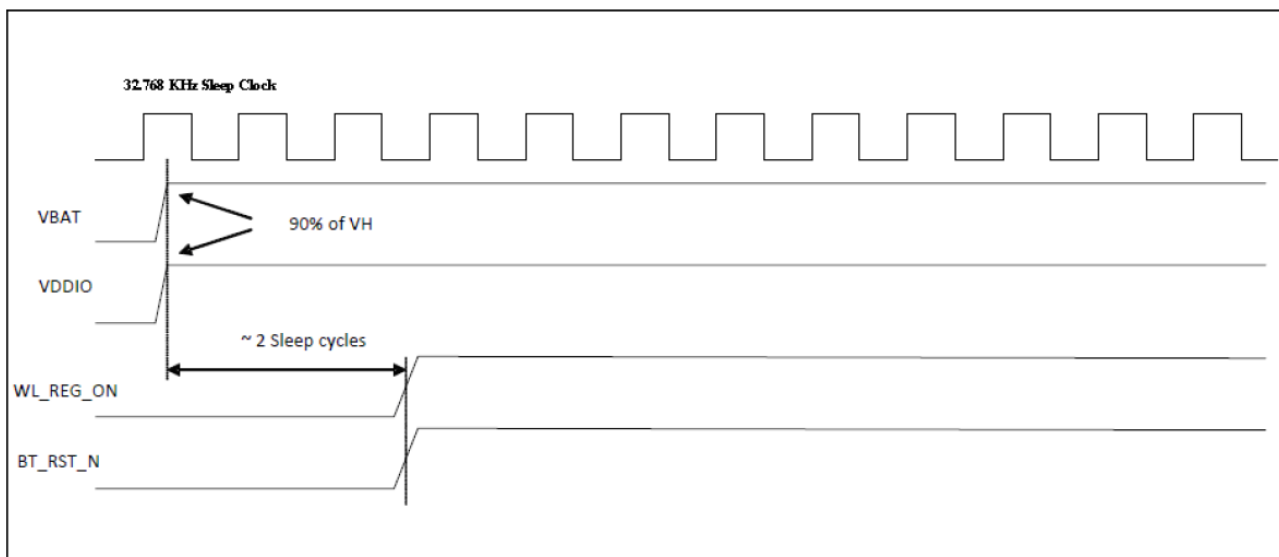 32.768 KHz Sleep Clock
VBAT
90% of VH
VDDIO
~ 2 Sleep cycles
WL_REG_ON
BT_RST_N